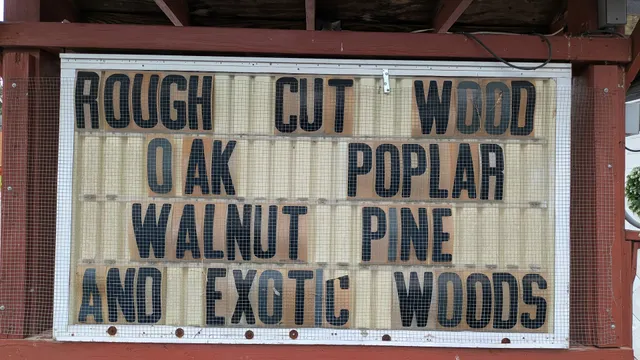 ROUGH CUT WOOD
OAK POPLAR
WALNUT PINE
AND EXOTIC WOODS